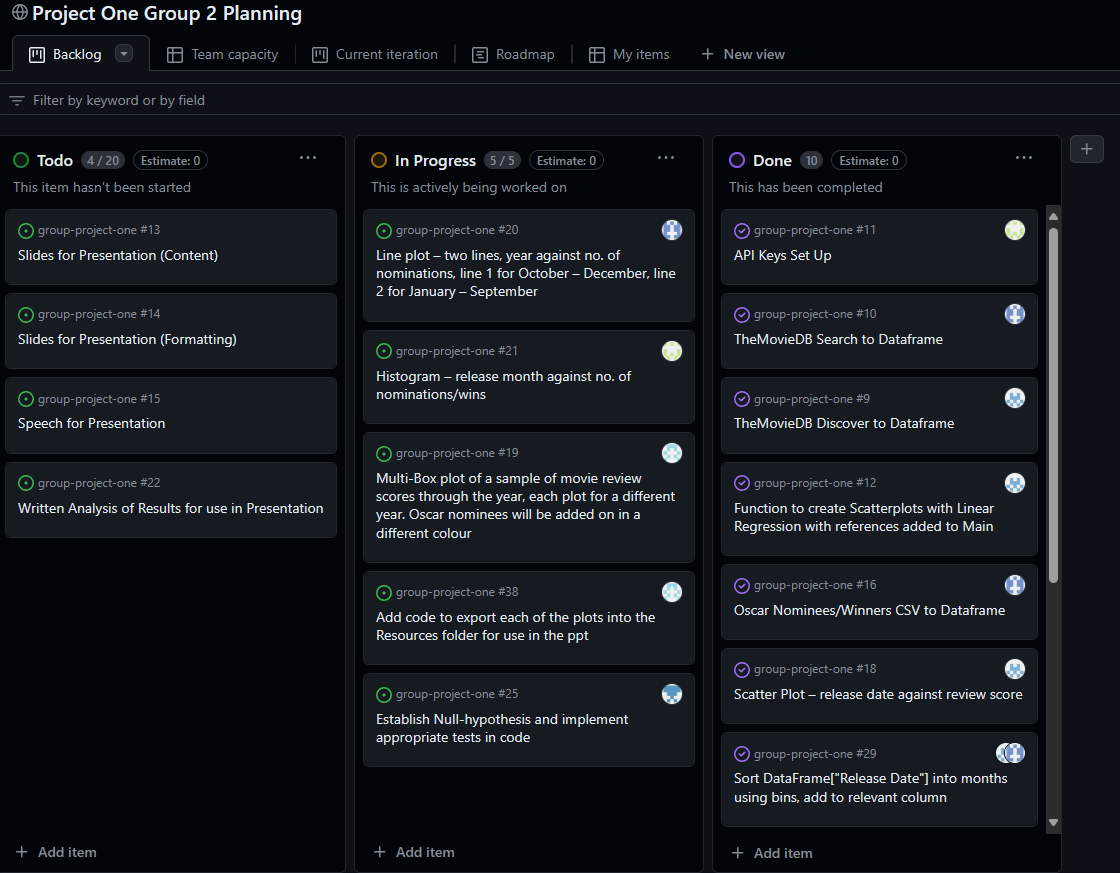 Project One Group 2 Planning
Backlog
Team capacity
Current iteration
Roadmap
My items
New view
Filter by keyword or by field
Todo 4 / 20 Estimate: 0
This item hasn't been started
group-project-one #13
Slides for Presentation (Content)
group-project-one #14
Slides for Presentation (Formatting)
group-project-one #15
Speech for Presentation
group-project-one #22
Written Analysis of Results for use in Presentation
Add item
In Progress 5 / 5 Estimate: 0
This is actively being worked on
group-project-one #20
Line plot – two lines, year against no. of
nominations, line 1 for October – December, line
2 for January – September
group-project-one #21
Histogram – release month against no. of
nominations/wins
group-project-one #19
Multi-Box plot of a sample of movie review
scores through the year, each plot for a different
year. Oscar nominees will be added on in a
different colour
group-project-one #38
Add code to export each of the plots into the
Resources folder for use in the ppt
group-project-one #25
Establish Null-hypothesis and implement
appropriate tests in code
Add item
Done 10 Estimate: 0
This has been completed
group-project-one #11
API Keys Set Up
group-project-one #10
TheMovieDB Search to Dataframe
group-project-one #9
TheMovieDB Discover to Dataframe
group-project-one #12
Function to create Scatterplots with Linear
Regression with references added to Main
group-project-one #16
Oscar Nominees/Winners CSV to Dataframe
group-project-one #18
Scatter Plot – release date against review score
group-project-one #29
Sort DataFrame["Release Date"] into months
using bins, add to relevant column
Add item